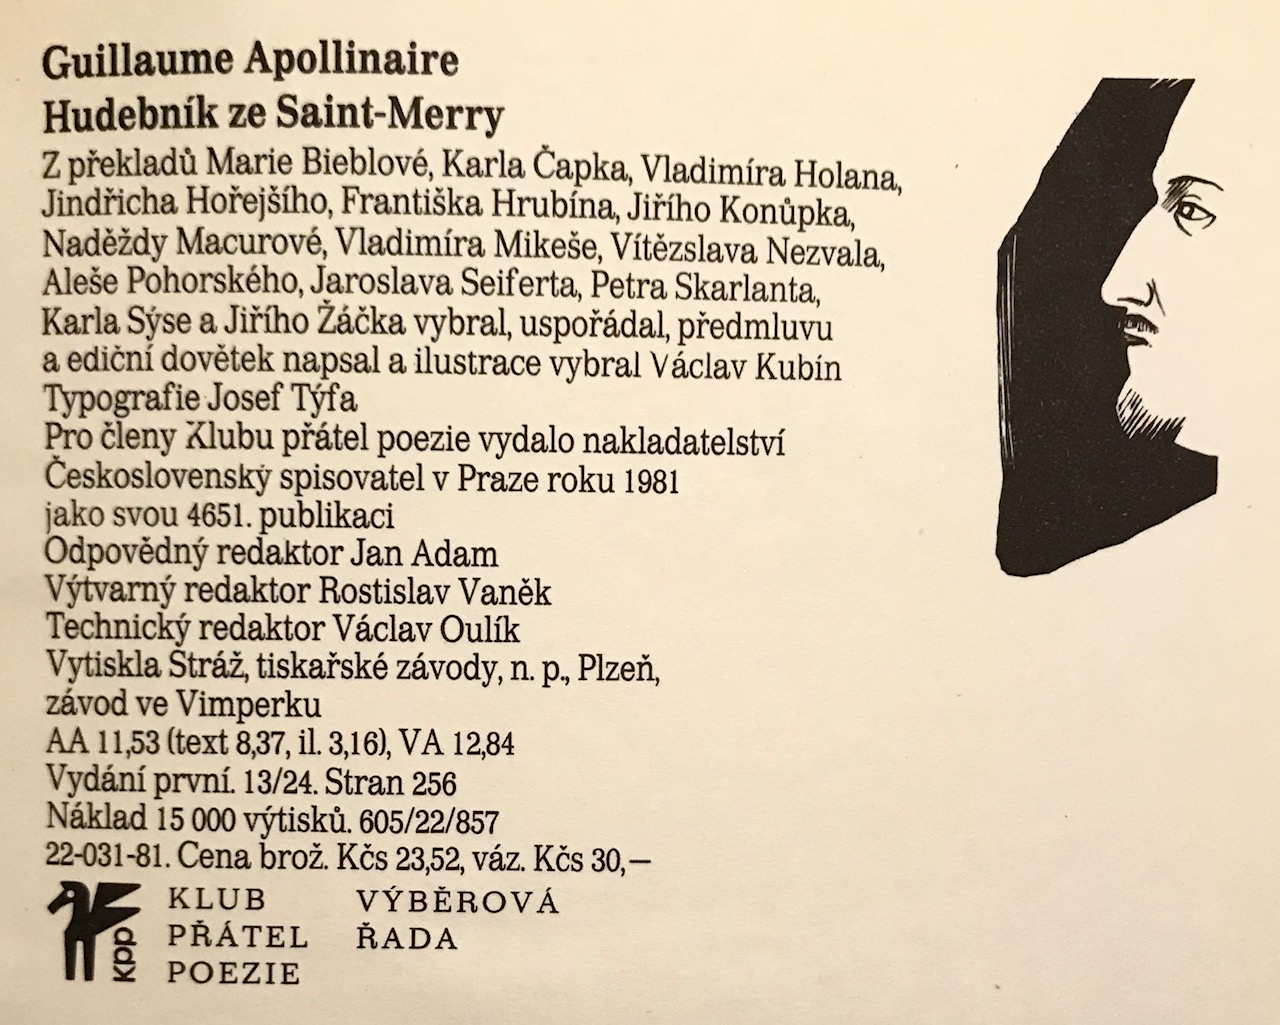 Guillaume Apollinaire
Hudebník ze Saint-Merry
Z překladů Marie Bieblové, Karla Čapka, Vladimíra Holana,
Jindřicha Hořejšího, Františka Hrubína, Jiřího Konůpka,
Naděždy Macurové, Vladimíra Mikeše, Vítězslava Nezvala,
Aleše Pohorského, Jaroslava Seiferta, Petra Skarlanta,
Karla Sýse a Jiřího Žáčka vybral, uspořádal, předmluvu
a ediční dovětek napsal a ilustrace vybral Václav Kubín
Typografie Josef Týfa
Pro členy Klubu přátel poezie vydalo nakladatelství
Československý spisovatel v Praze roku 1981
jako svou 4651. publikaci
Odpovědný redaktor Jan Adam
Výtvarný redaktor Rostislav Vaněk
Technický redaktor Václav Oulík
Vytiskla Stráž, tiskařské závody, n. p., Plzeň,
závod ve Vimperku
AA 11,53 (text 8,37, il. 3,16), VA 12,84
Vydání první. 13/24. Stran 256
Náklad 15 000 výtisků. 605/22/857
22-031-81. Cena brož. Kčs 23,52, váz. Kčs 30,—
kpp
KLUB
PŘÁTEL
POEZIE
VÝBĚROVÁ
ŘADA